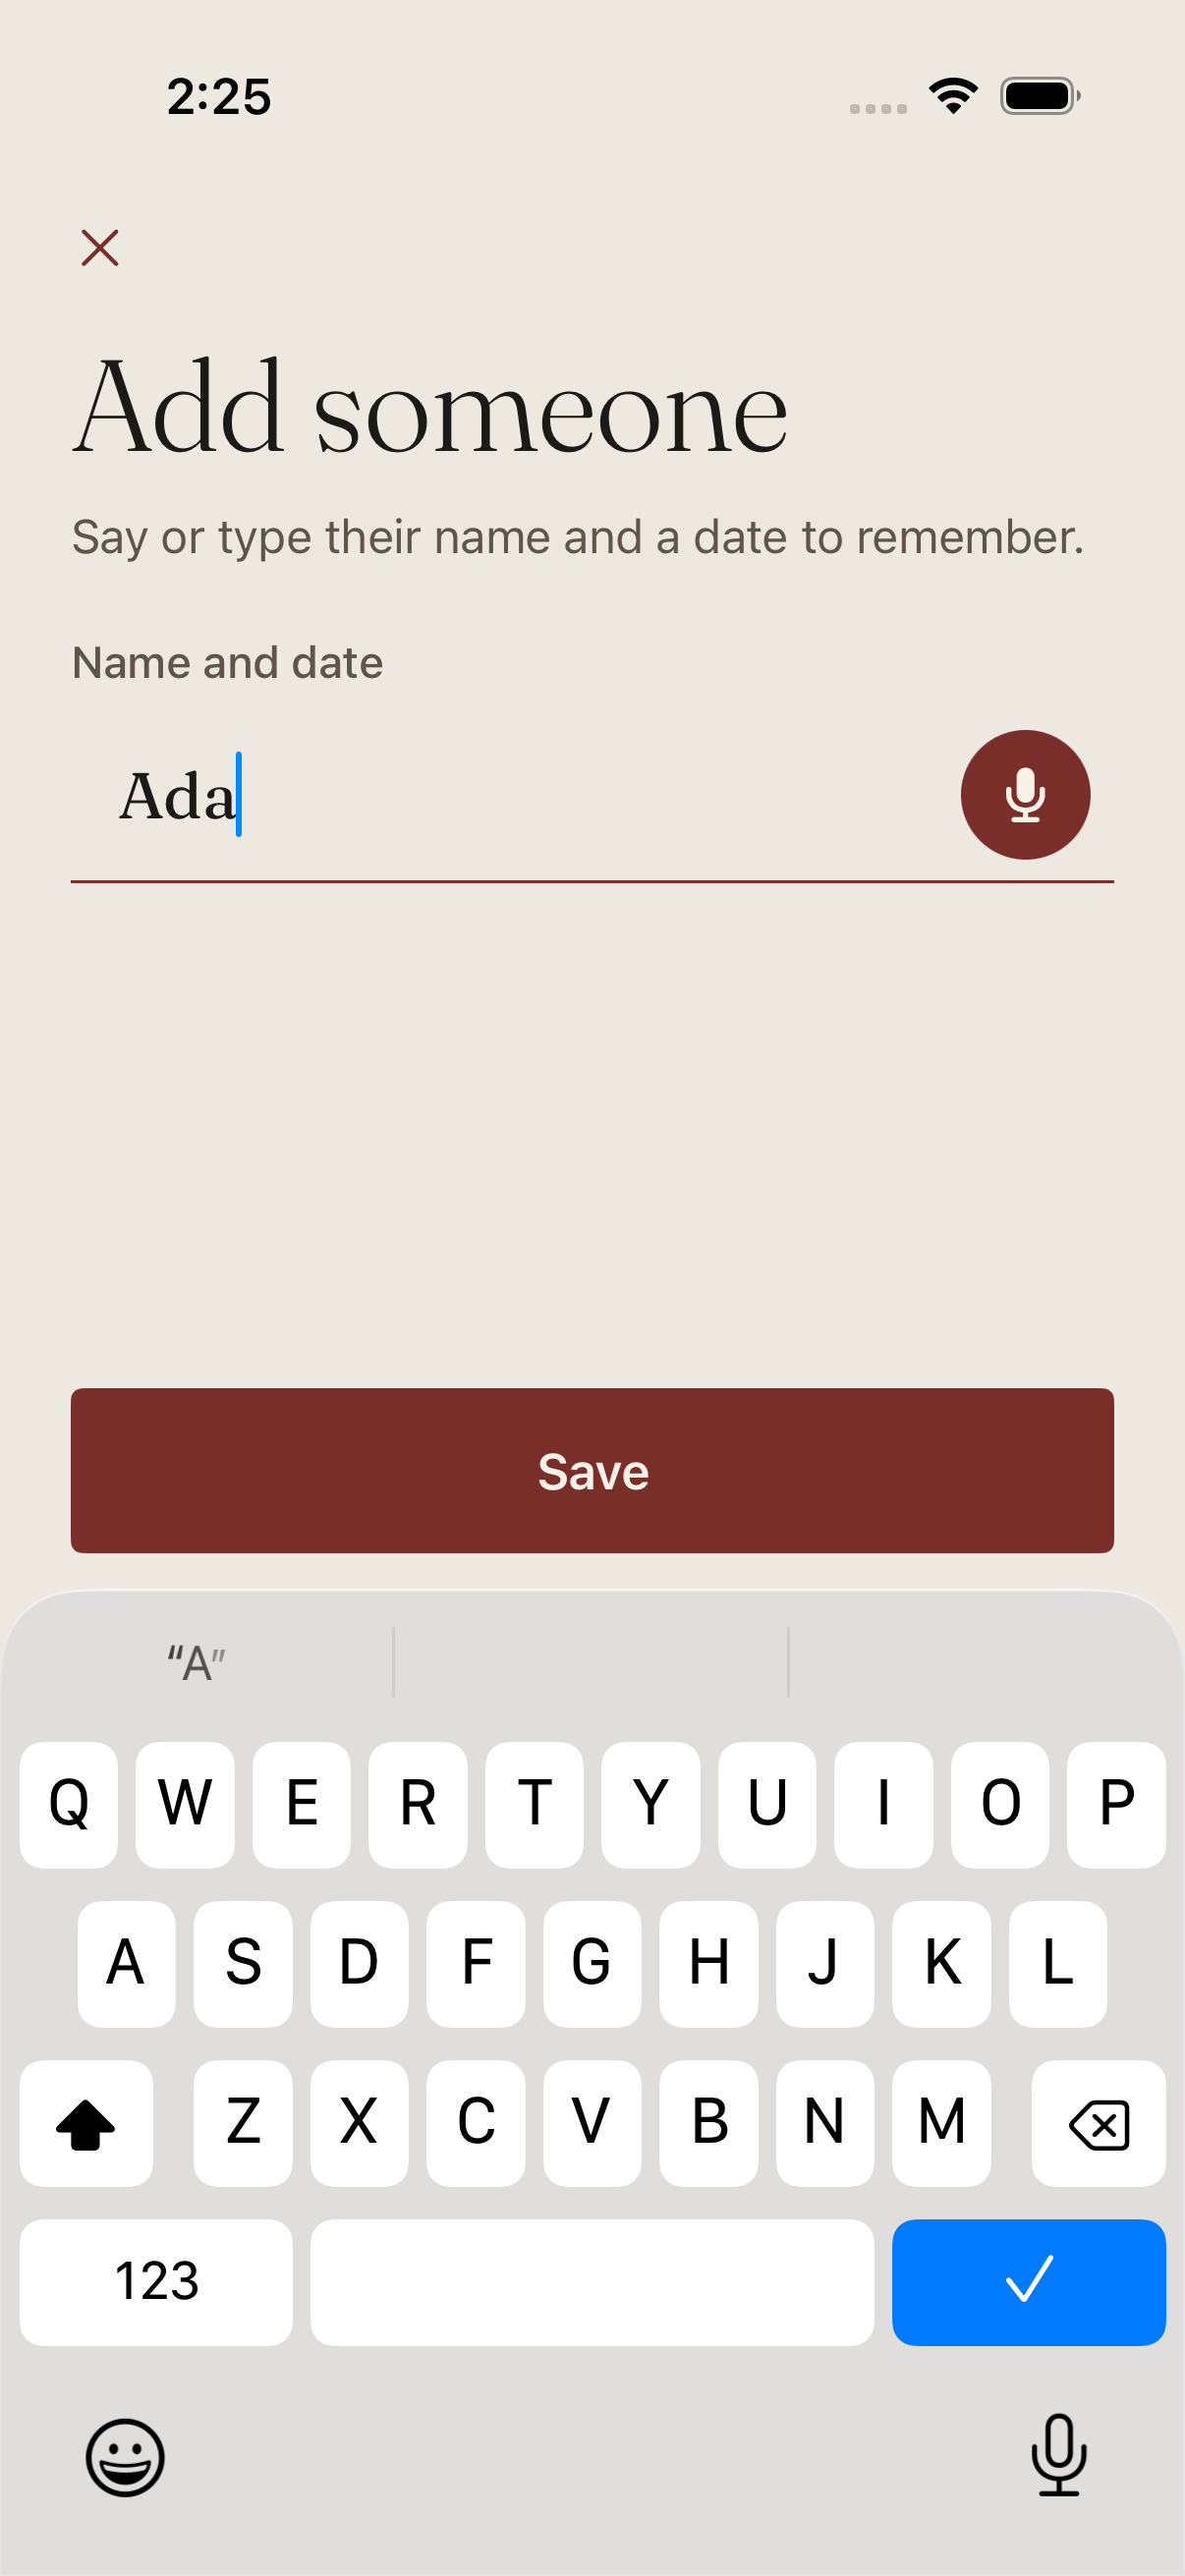 2:25
Add someone
Say or type their name and a date to remember.
Name and date
Ada
Save
“A”
Q W E R T Y U I O P
A S D F G H J K L
Z X C V B N M
123